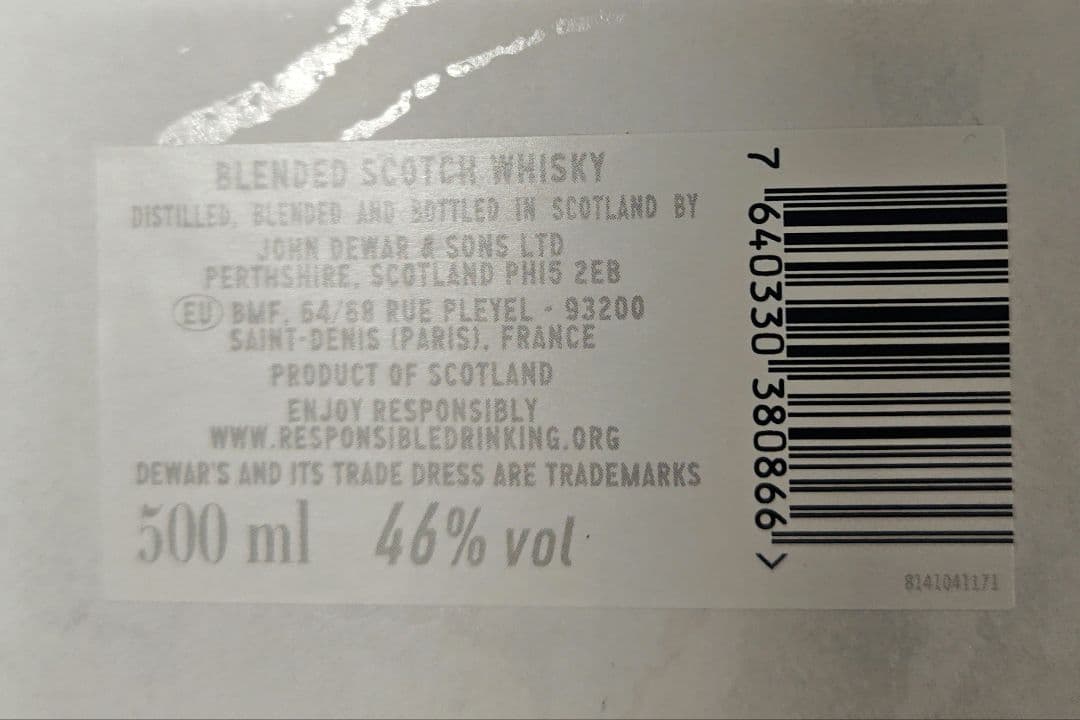 BLENDED SCOTCH WHISKY
DISTILLED, BLENDED AND BOTTLED IN SCOTLAND BY
JOHN DEWAR & SONS LTD
PERTHSHIRE, SCOTLAND PH15 2EB
EU BMF, 64/68 RUE PLEYEL - 93200
SAINT-DENIS (PARIS), FRANCE
PRODUCT OF SCOTLAND
ENJOY RESPONSIBLY
WWW.RESPONSIBLEDRINKING.ORG
DEWAR'S AND ITS TRADE DRESS ARE TRADEMARKS
500 ml 46% vol
7 640330 380866 >
8141041171